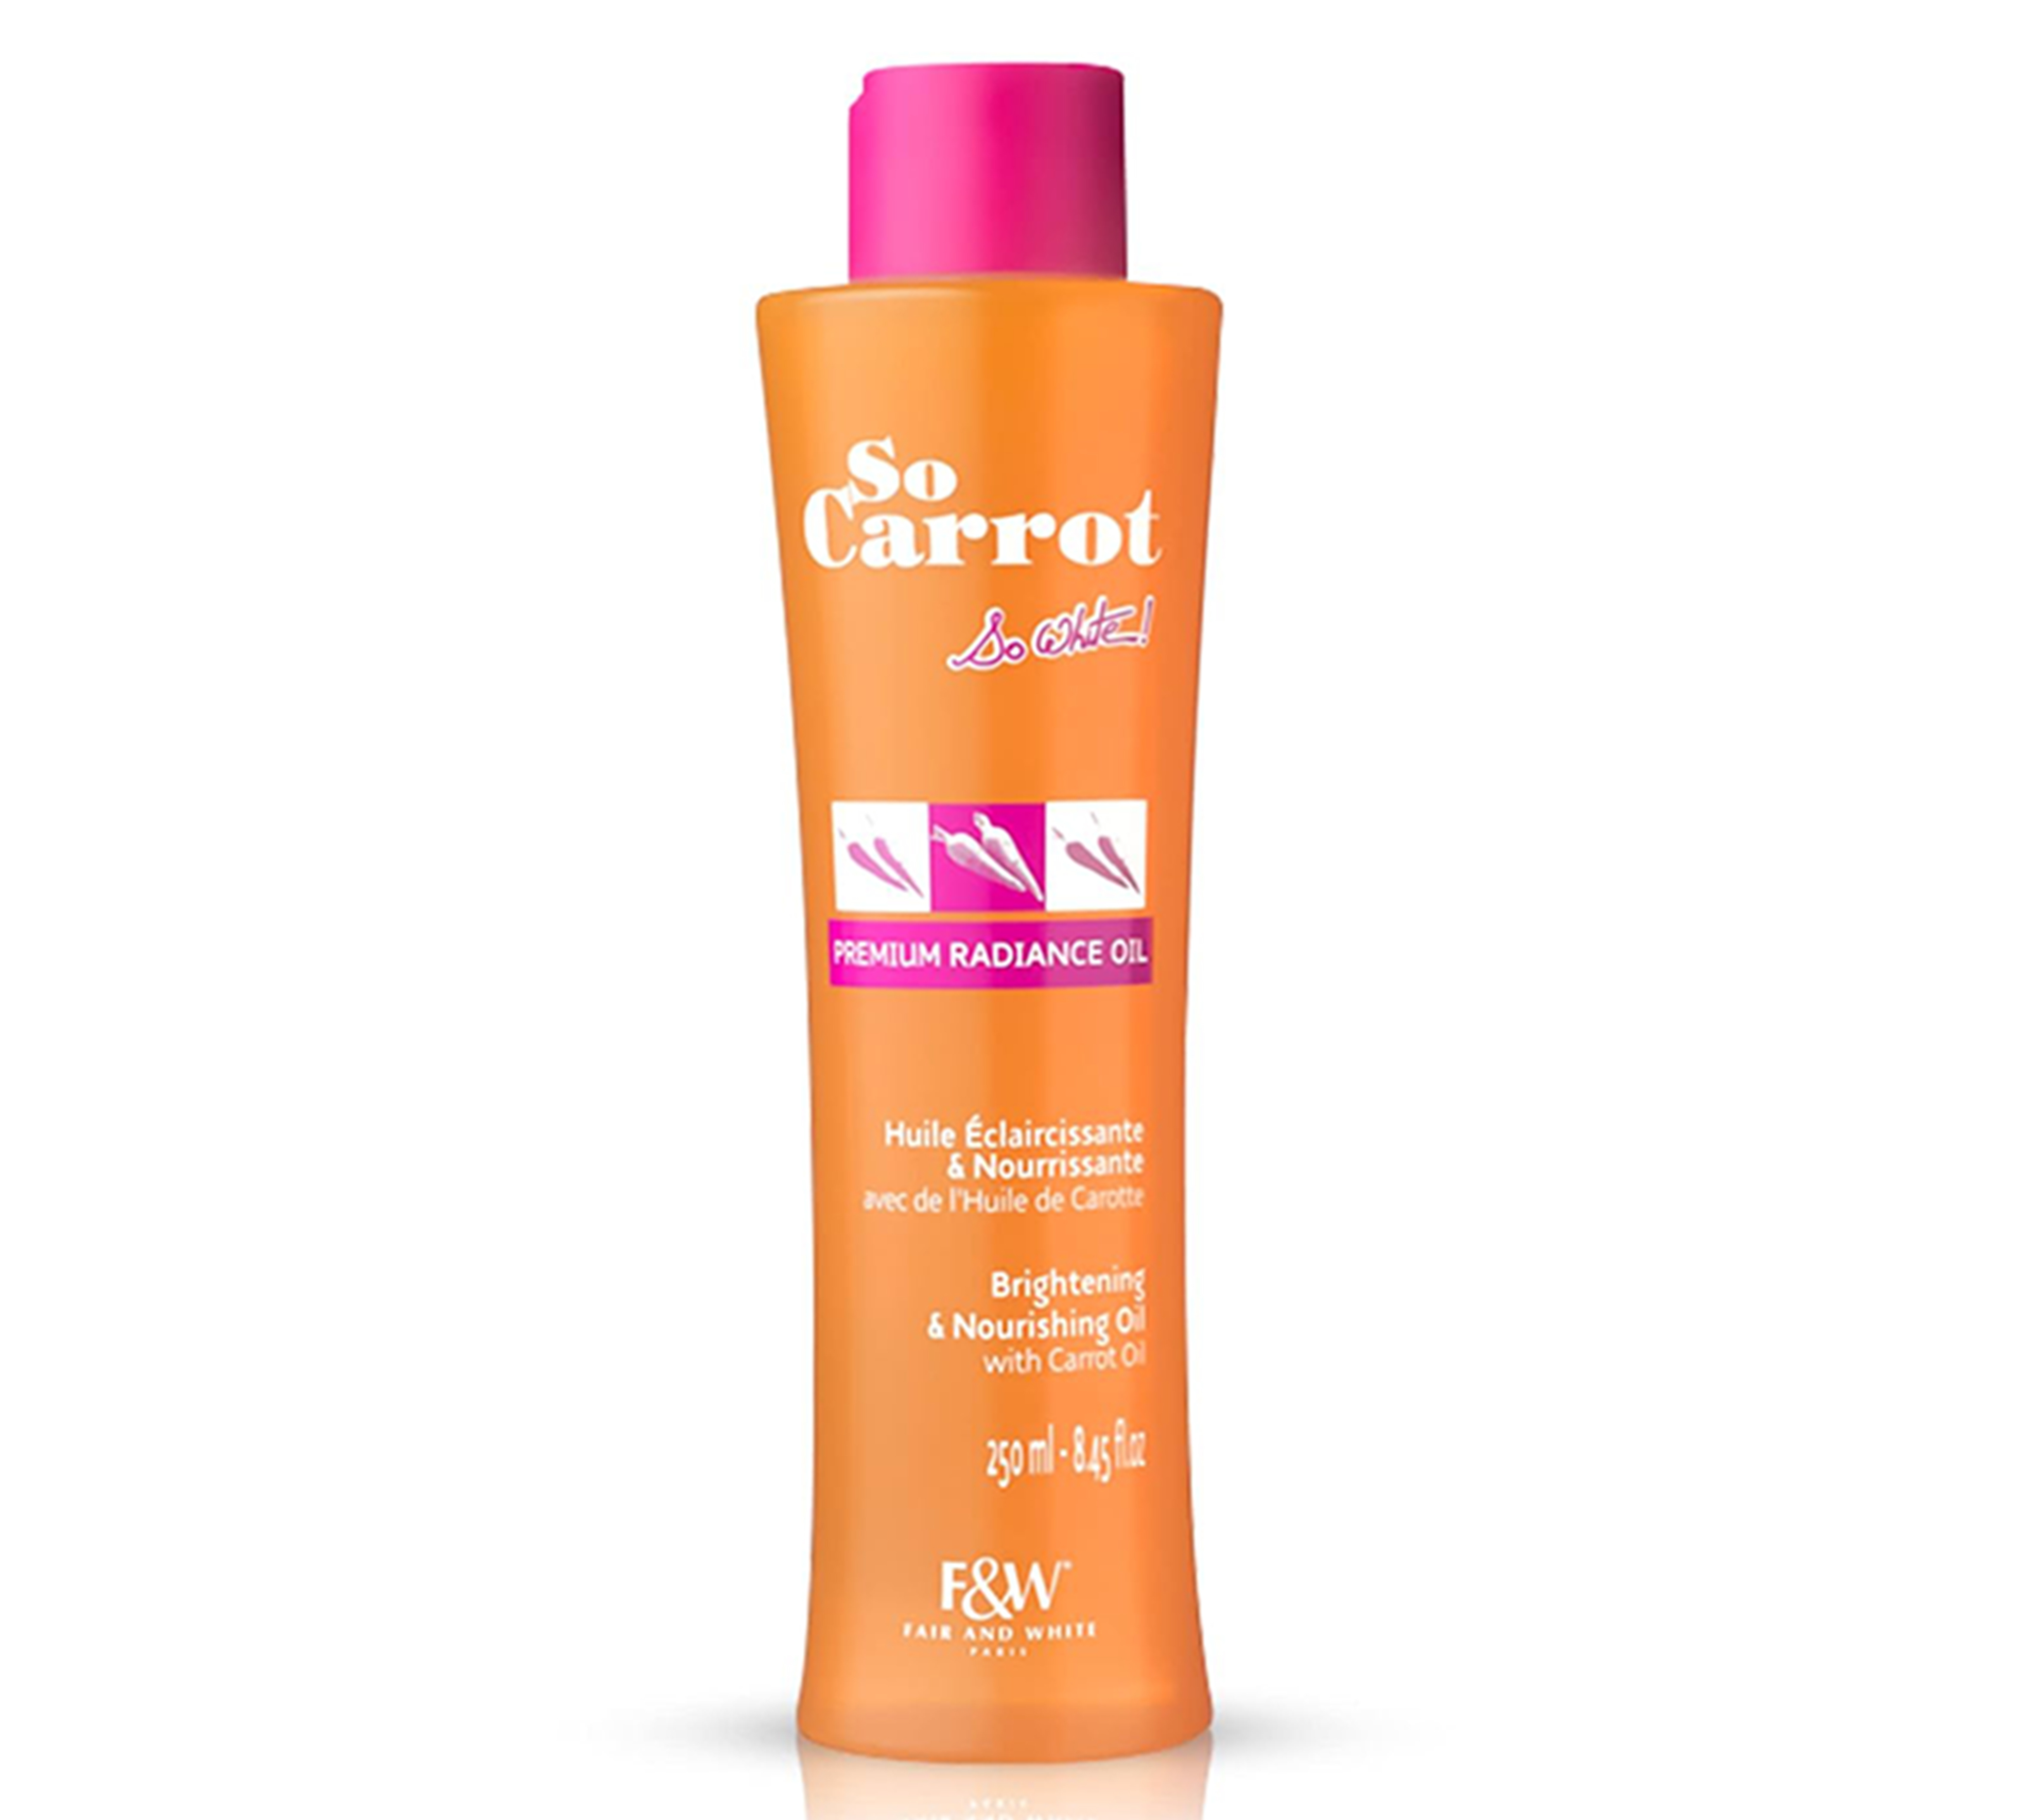 So
Carrot
So White!
PREMIUM RADIANCE OIL
Huile Éclaircissante
& Nourrissante
avec de l'Huile de Carotte
Brightening
& Nourishing Oil
with Carrot Oil
250 ml - 8.45 fl.oz
F&W®
FAIR AND WHITE
PARIS